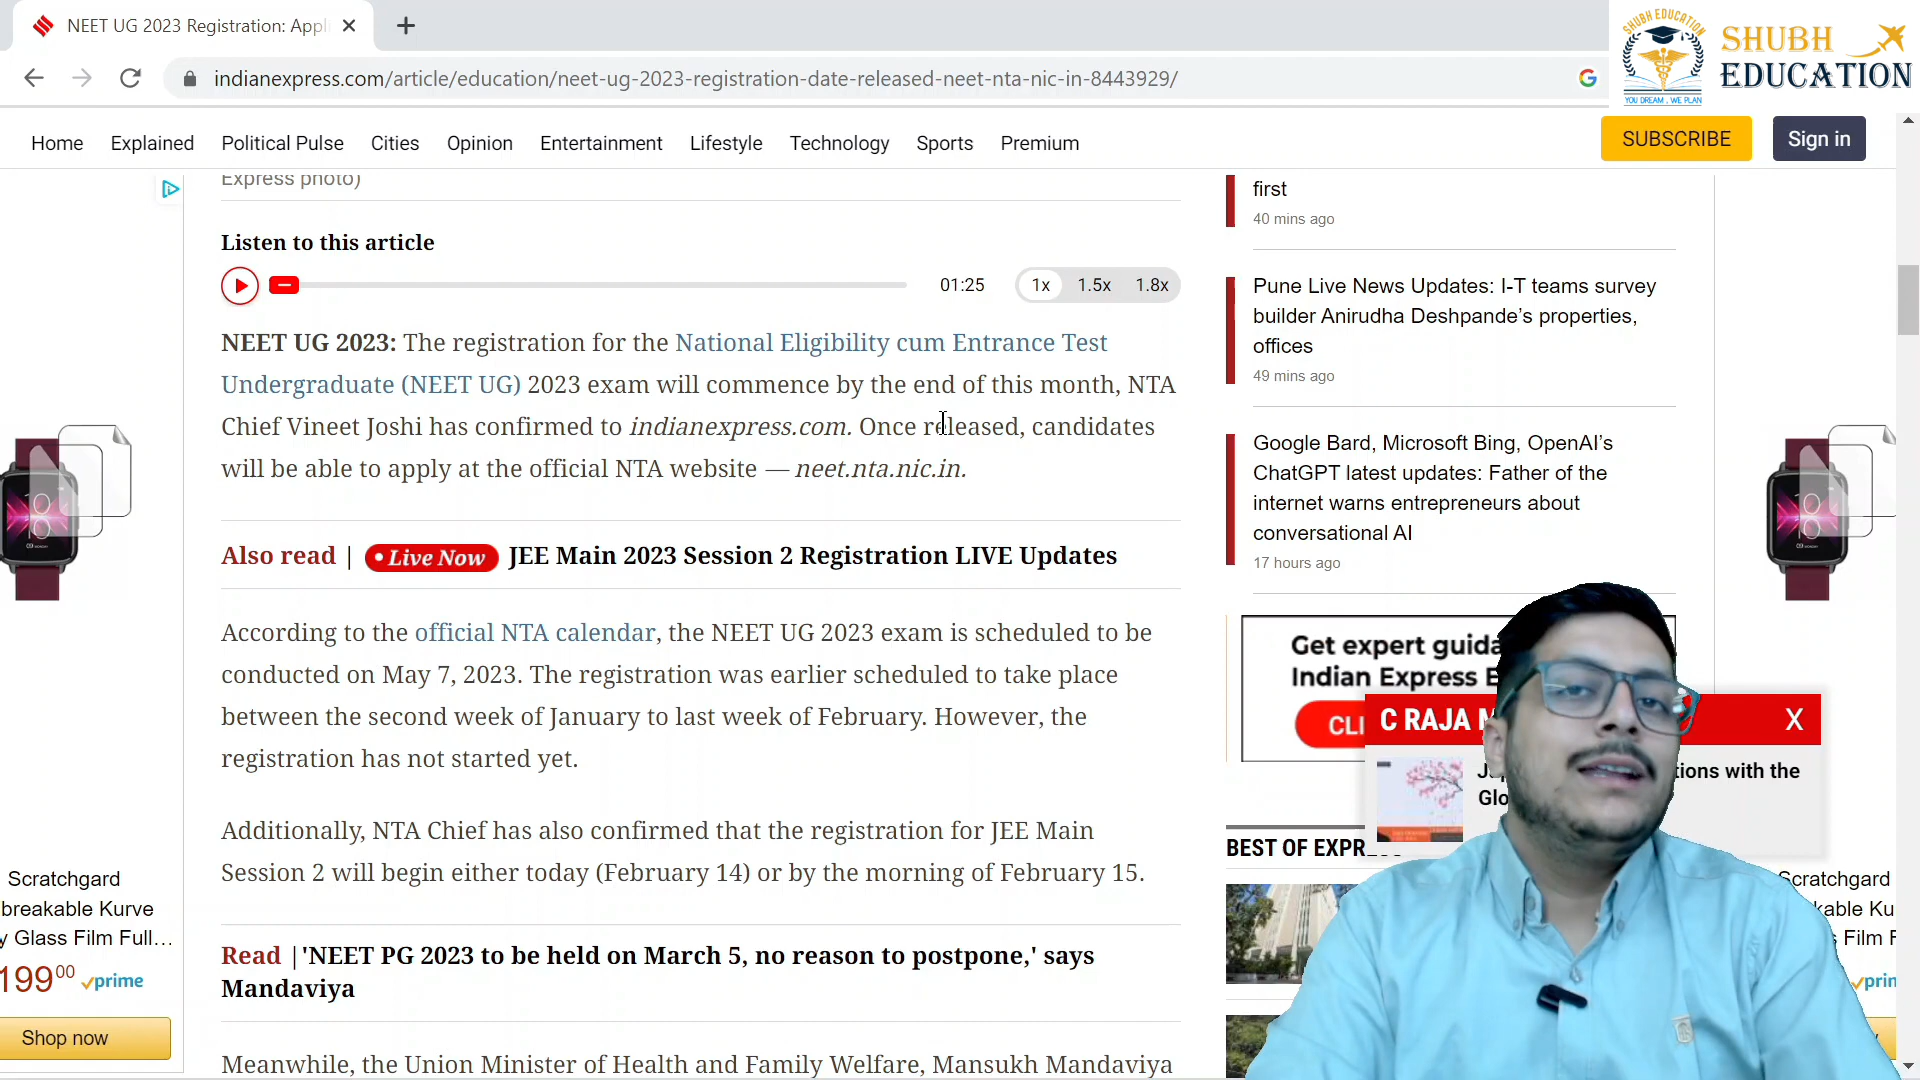 NEET UG 2023 Registration: Appl
indianexpress.com/article/education/neet-ug-2023-registration-date-released-neet-nta-nic-in-8443929/
SHUBH EDUCATION
YOU DREAM , WE PLAN
SHUBH
EDUCATION
Home Explained Political Pulse Cities Opinion Entertainment Lifestyle Technology Sports Premium
SUBSCRIBE
Sign in
Express photo)
Listen to this article
01:25
1x 1.5x 1.8x
NEET UG 2023: The registration for the National Eligibility cum Entrance Test
Undergraduate (NEET UG) 2023 exam will commence by the end of this month, NTA
Chief Vineet Joshi has confirmed to indianexpress.com. Once released, candidates
will be able to apply at the official NTA website — neet.nta.nic.in.
Also read | • Live Now JEE Main 2023 Session 2 Registration LIVE Updates
According to the official NTA calendar, the NEET UG 2023 exam is scheduled to be
conducted on May 7, 2023. The registration was earlier scheduled to take place
between the second week of January to last week of February. However, the
registration has not started yet.
Additionally, NTA Chief has also confirmed that the registration for JEE Main
Session 2 will begin either today (February 14) or by the morning of February 15.
Read |'NEET PG 2023 to be held on March 5, no reason to postpone,' says
Mandaviya
Meanwhile, the Union Minister of Health and Family Welfare, Mansukh Mandaviya
first
40 mins ago
Pune Live News Updates: I-T teams survey
builder Anirudha Deshpande’s properties,
offices
49 mins ago
Google Bard, Microsoft Bing, OpenAI’s
ChatGPT latest updates: Father of the
internet warns entrepreneurs about
conversational AI
17 hours ago
Get expert guida
Indian Express E
CLI
C RAJA M
X
tions with the
Glo
BEST OF EXPRESS
Scratchgard
breakable Kurve
y Glass Film Full…
199 00 prime
Shop now
Scratchgard
kable Ku
Film F
prin